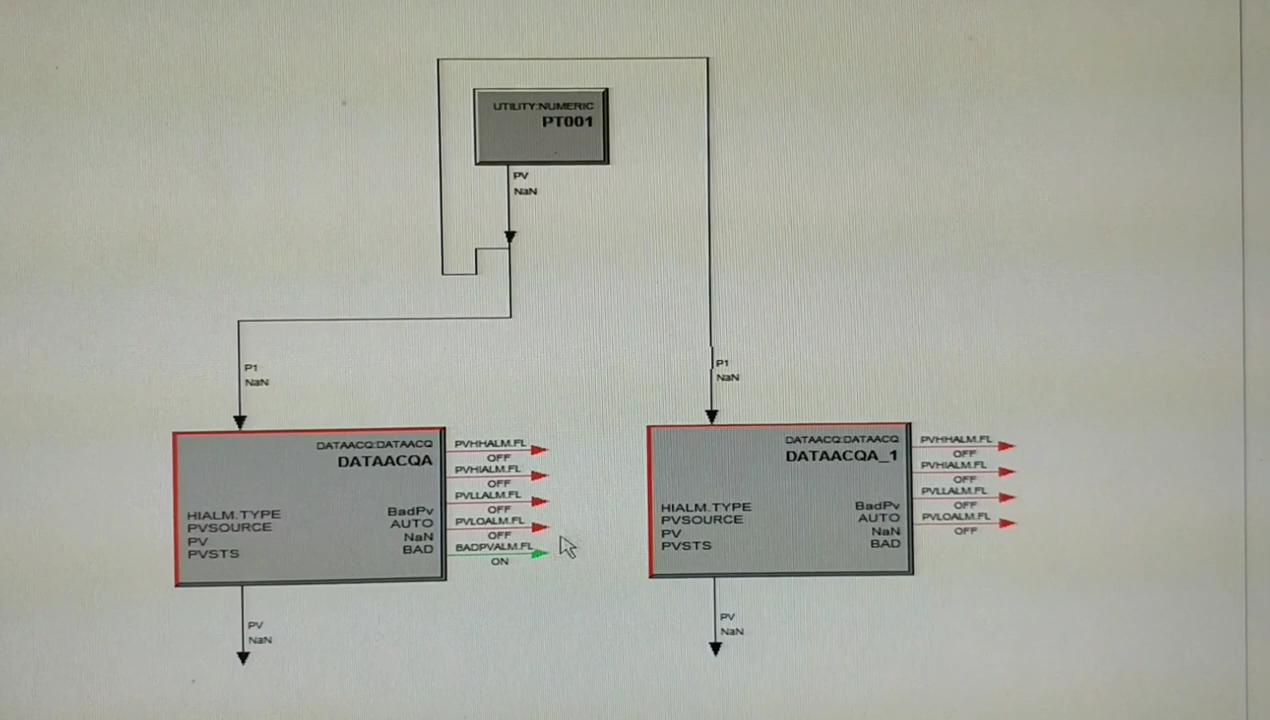 UTILITY:NUMERIC
PT001
PV
NaN
P1
NaN
P1
NaN
DATAACQ:DATAACQ
DATAACQA
HIALM.TYPE BadPv
PVSOURCE AUTO
PV NaN
PVSTS BAD
PVHHALM.FL
OFF
PVHIALM.FL
OFF
PVLLALM.FL
OFF
PVLOALM.FL
OFF
BADPVALM.FL
ON
PV
NaN
DATAACQ:DATAACQ
DATAACQA_1
HIALM.TYPE BadPv
PVSOURCE AUTO
PV NaN
PVSTS BAD
PVHHALM.FL
OFF
PVHIALM.FL
OFF
PVLLALM.FL
OFF
PVLOALM.FL
OFF
PV
NaN